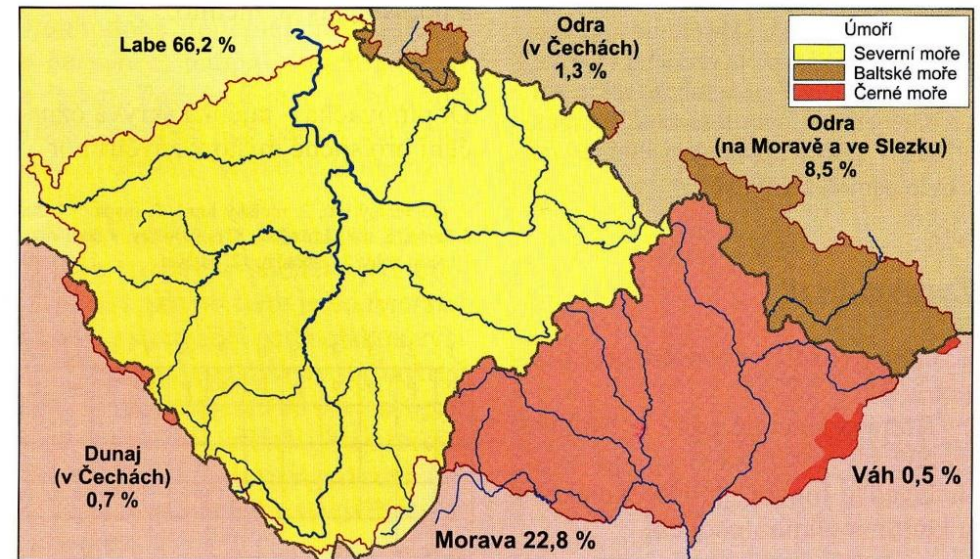 Labe 66,2 %
Odra
(v Čechách)
1,3 %
Úmoří
Severní moře
Baltské moře
Černé moře
Odra
(na Moravě a ve Slezku)
8,5 %
Dunaj
(v Čechách)
0,7 %
Váh 0,5 %
Morava 22,8 %